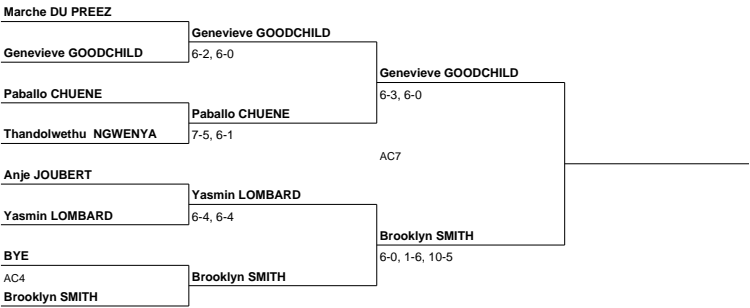 Marche DU PREEZ
Genevieve GOODCHILD
Genevieve GOODCHILD
6-2, 6-0
Genevieve GOODCHILD
6-3, 6-0
Paballo CHUENE
Paballo CHUENE
Thandolwethu  NGWENYA
7-5, 6-1
AC7
Anje JOUBERT
Yasmin LOMBARD
Yasmin LOMBARD
6-4, 6-4
Brooklyn SMITH
6-0, 1-6, 10-5
BYE
AC4
Brooklyn SMITH
Brooklyn SMITH